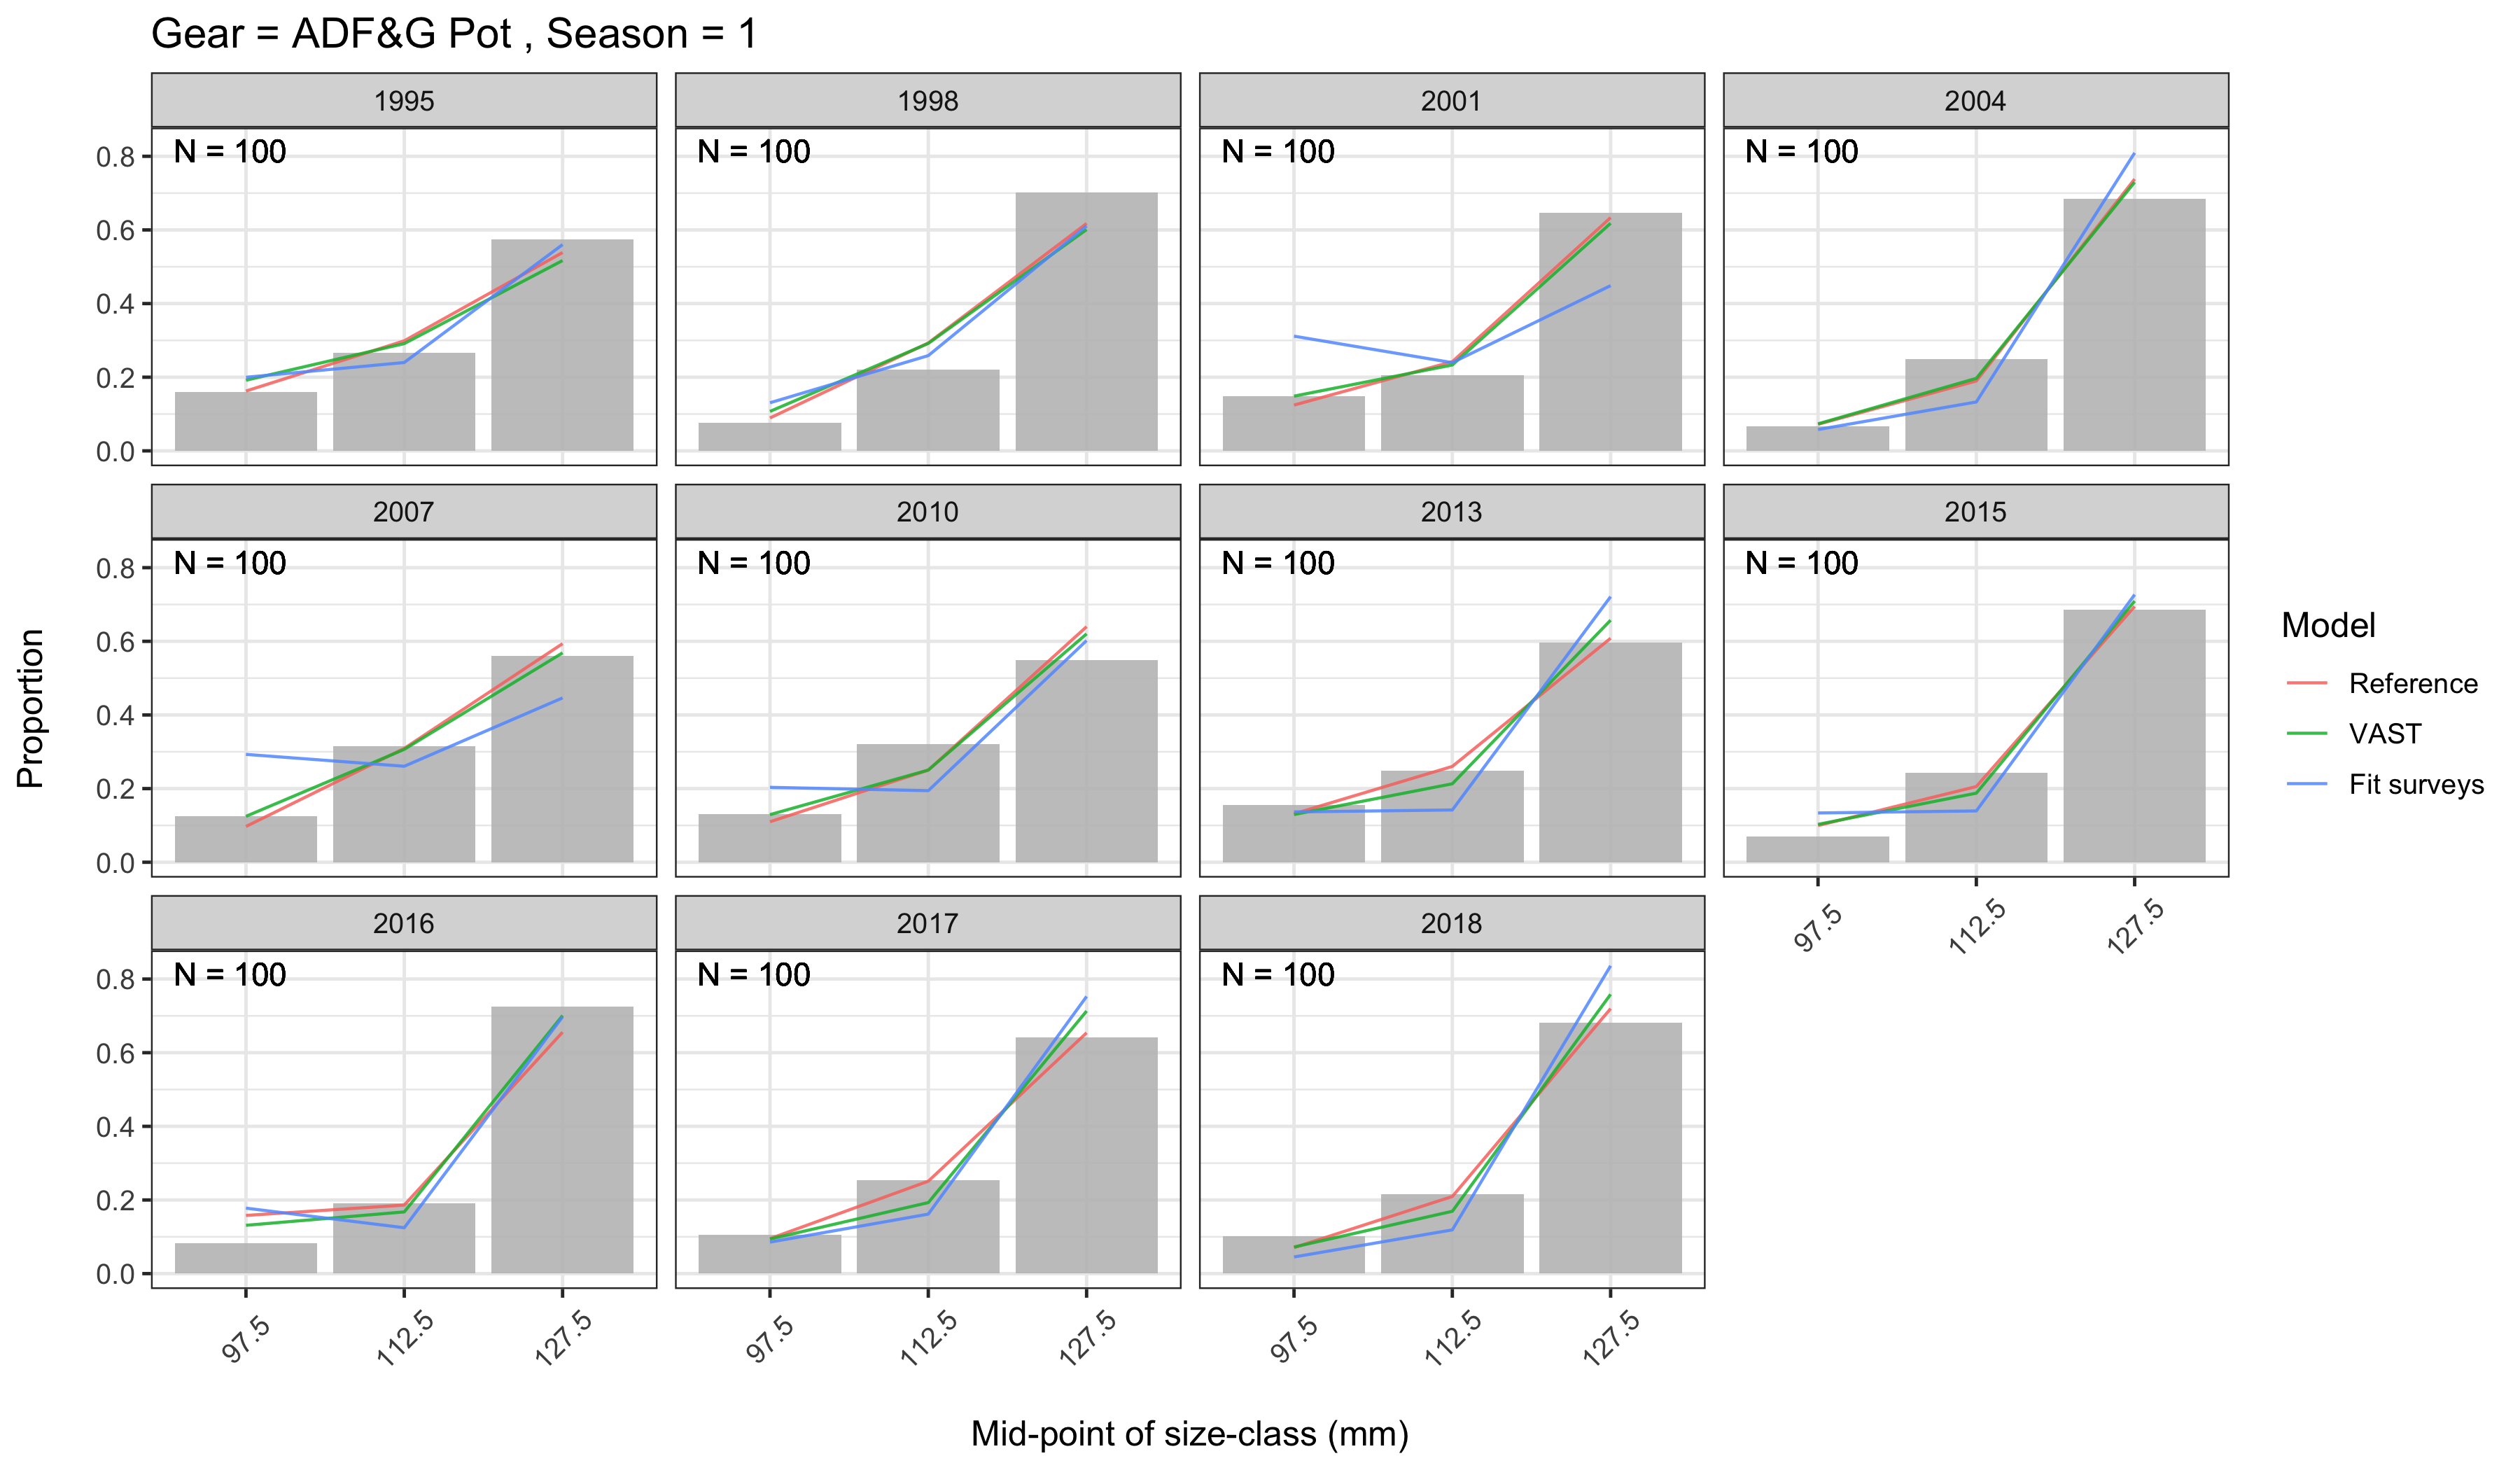 Gear = ADF&G Pot , Season = 1
1995 1998 2001 2004
N = 100 N = 100 N = 100 N = 100
0.8
0.6
0.4
0.2
0.0
2007 2010 2013 2015
N = 100 N = 100 N = 100 N = 100
0.8
0.6
0.4
0.2
0.0
97.5 112.5 127.5
2016 2017 2018
N = 100 N = 100 N = 100
0.8
0.6
0.4
0.2
0.0
97.5 112.5 127.5 97.5 112.5 127.5 97.5 112.5 127.5
Proportion
Mid-point of size-class (mm)
Model
Reference
VAST
Fit surveys